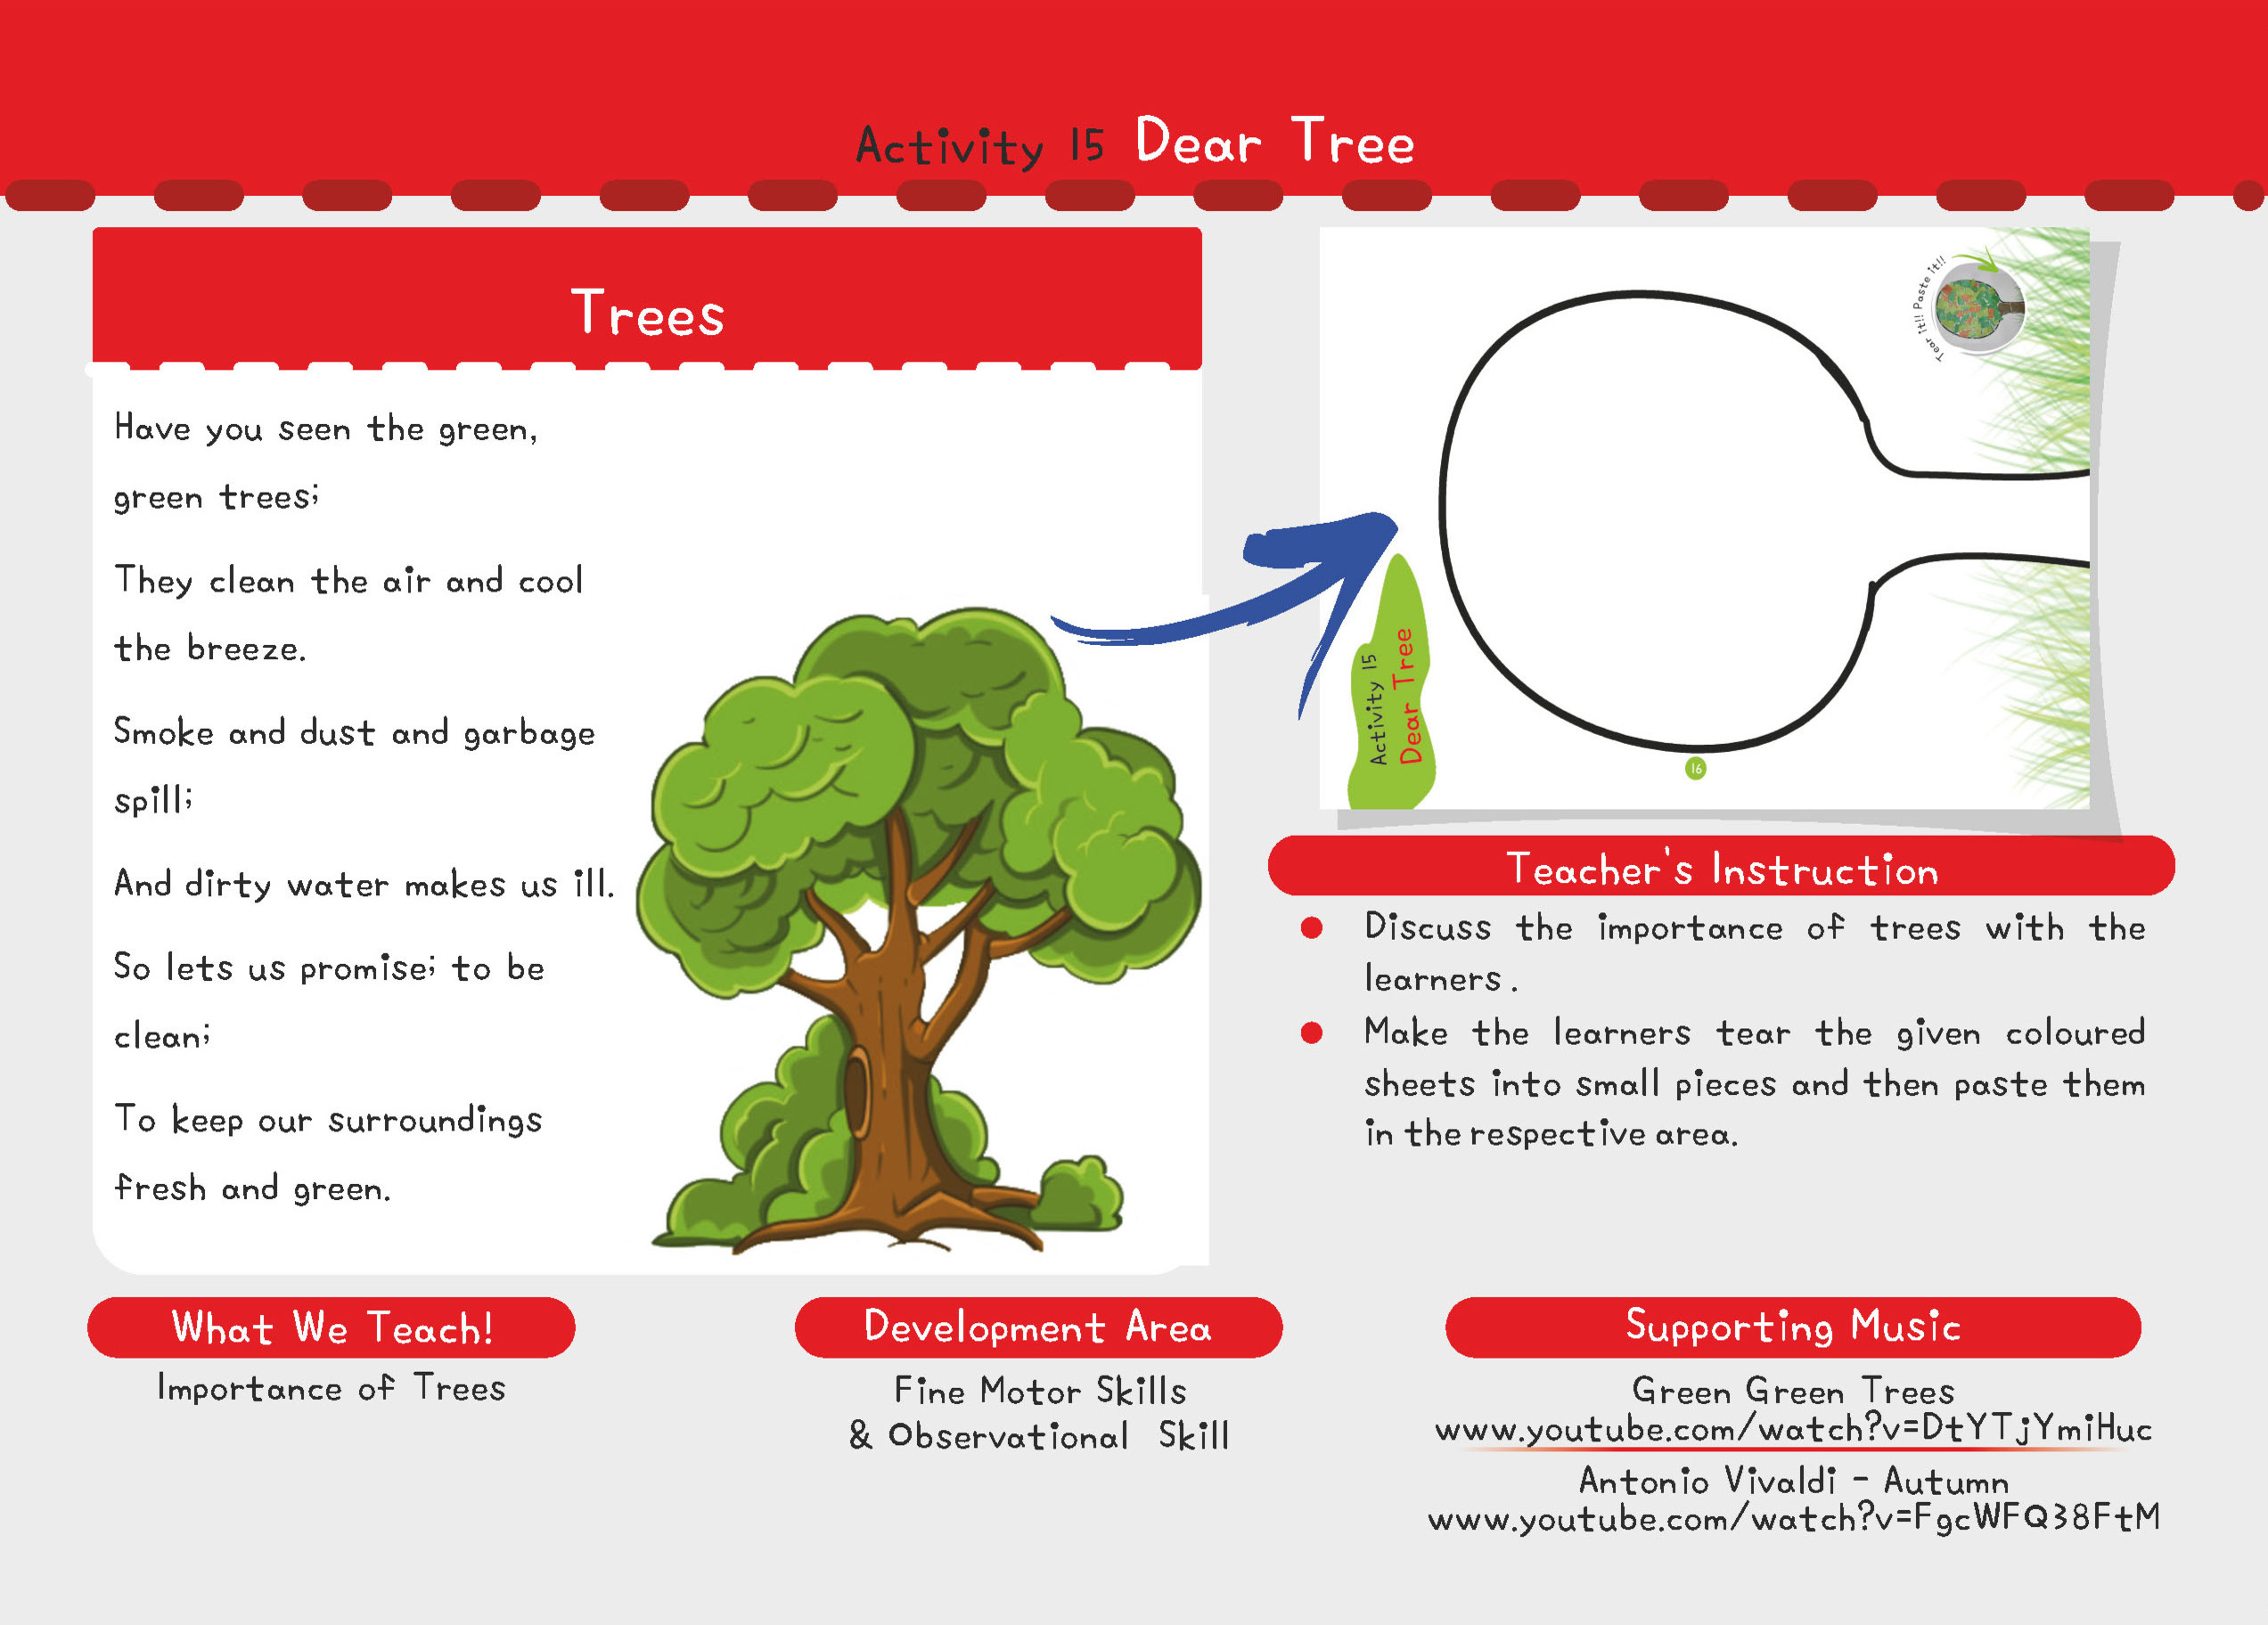 Activity 15 Dear Tree
Trees
Have you seen the green,
green trees;
They clean the air and cool
the breeze.
Smoke and dust and garbage
spill;
And dirty water makes us ill.
So lets us promise; to be
clean;
To keep our surroundings
fresh and green.
Tear it!! Paste it!!
Activity 15
Dear Tree
16
Teacher's Instruction
Discuss the importance of trees with the
learners .
Make the learners tear the given coloured
sheets into small pieces and then paste them
in the respective area.
What We Teach!
Importance of Trees
Development Area
Fine Motor Skills
& Observational Skill
Supporting Music
Green Green Trees
www.youtube.com/watch?v=DtYTjYmiHuc
Antonio Vivaldi - Autumn
www.youtube.com/watch?v=FgcWFQ38FtM